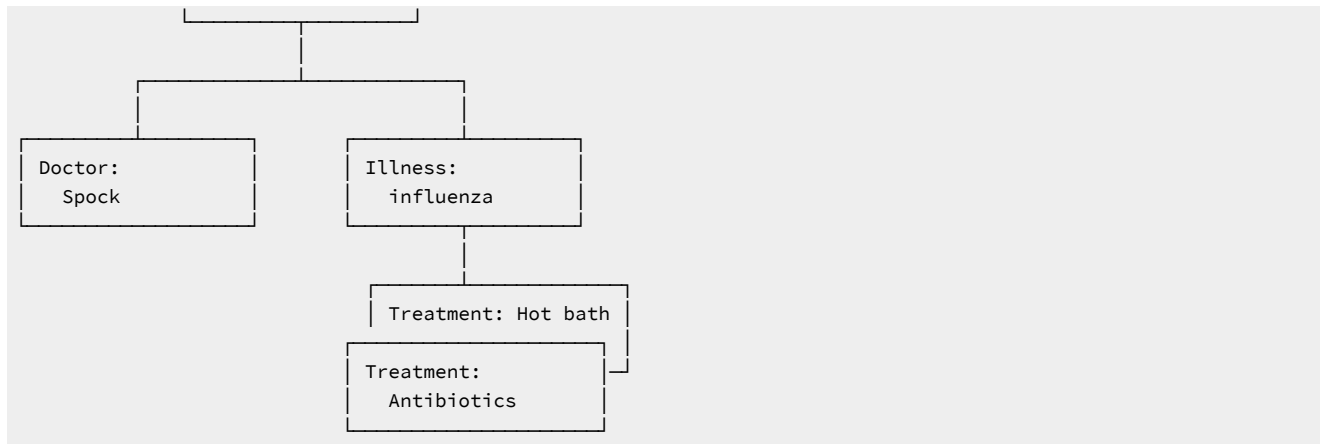 Doctor:
Spock
Illness:
influenza
Treatment: Hot bath
Treatment:
Antibiotics